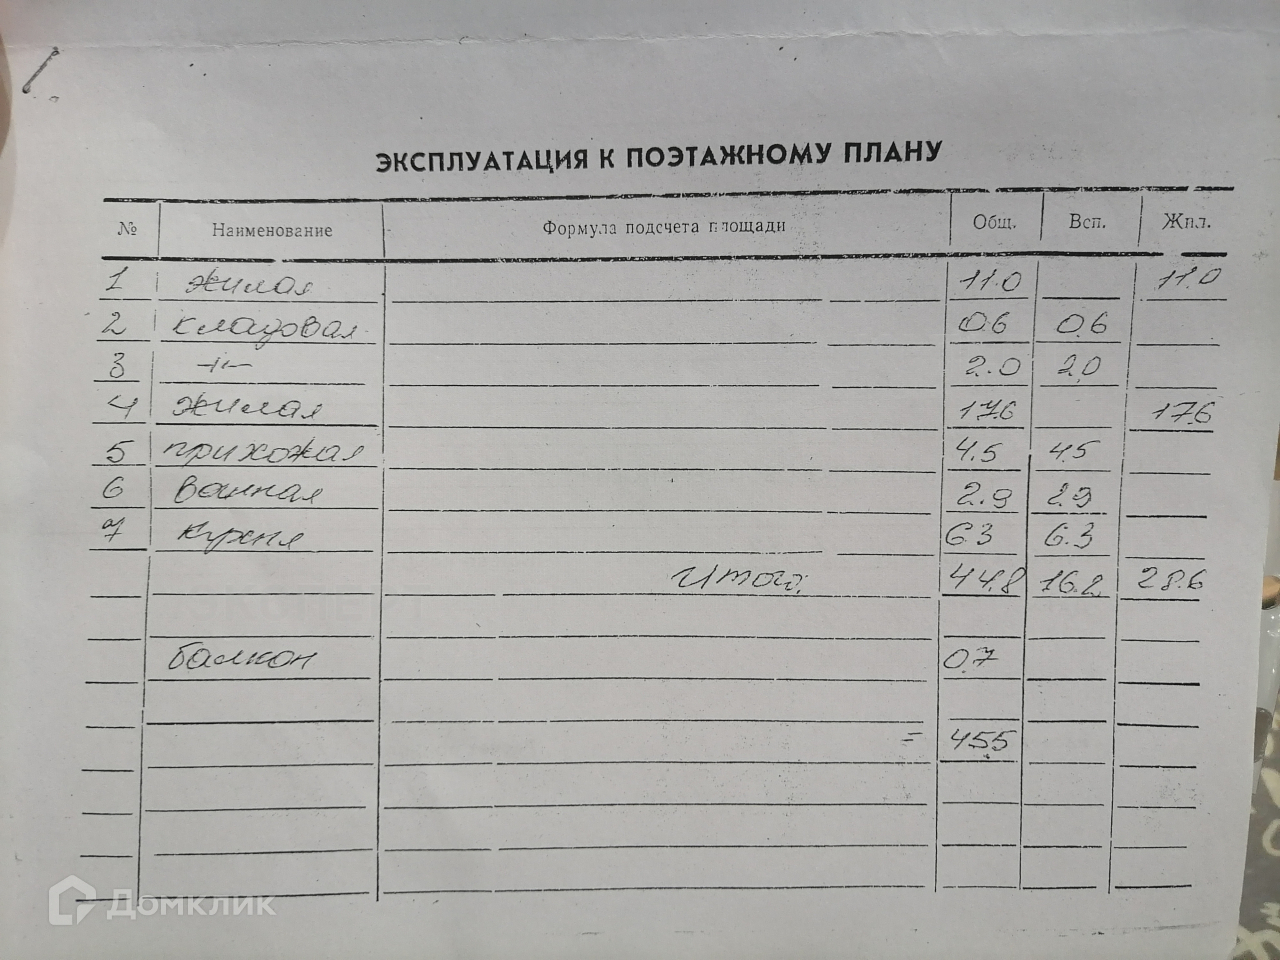 ЭКСПЛУАТАЦИЯ К ПОЭТАЖНОМУ ПЛАНУ
№ Наименование Формула подсчета площади Общ. Всп. Жил.
1 жилая 11.0 11.0
2 кладовая 0.6 0.6
3 -"- 2.0 2.0
4 жилая 17.6 17.6
5 прихожая 4.5 4.5
6 ванная 2.9 2.9
7 кухня 6.3 6.3
Итого: 44.8 16.2 28.6
балкон 0.7
= 45.5
Домклик